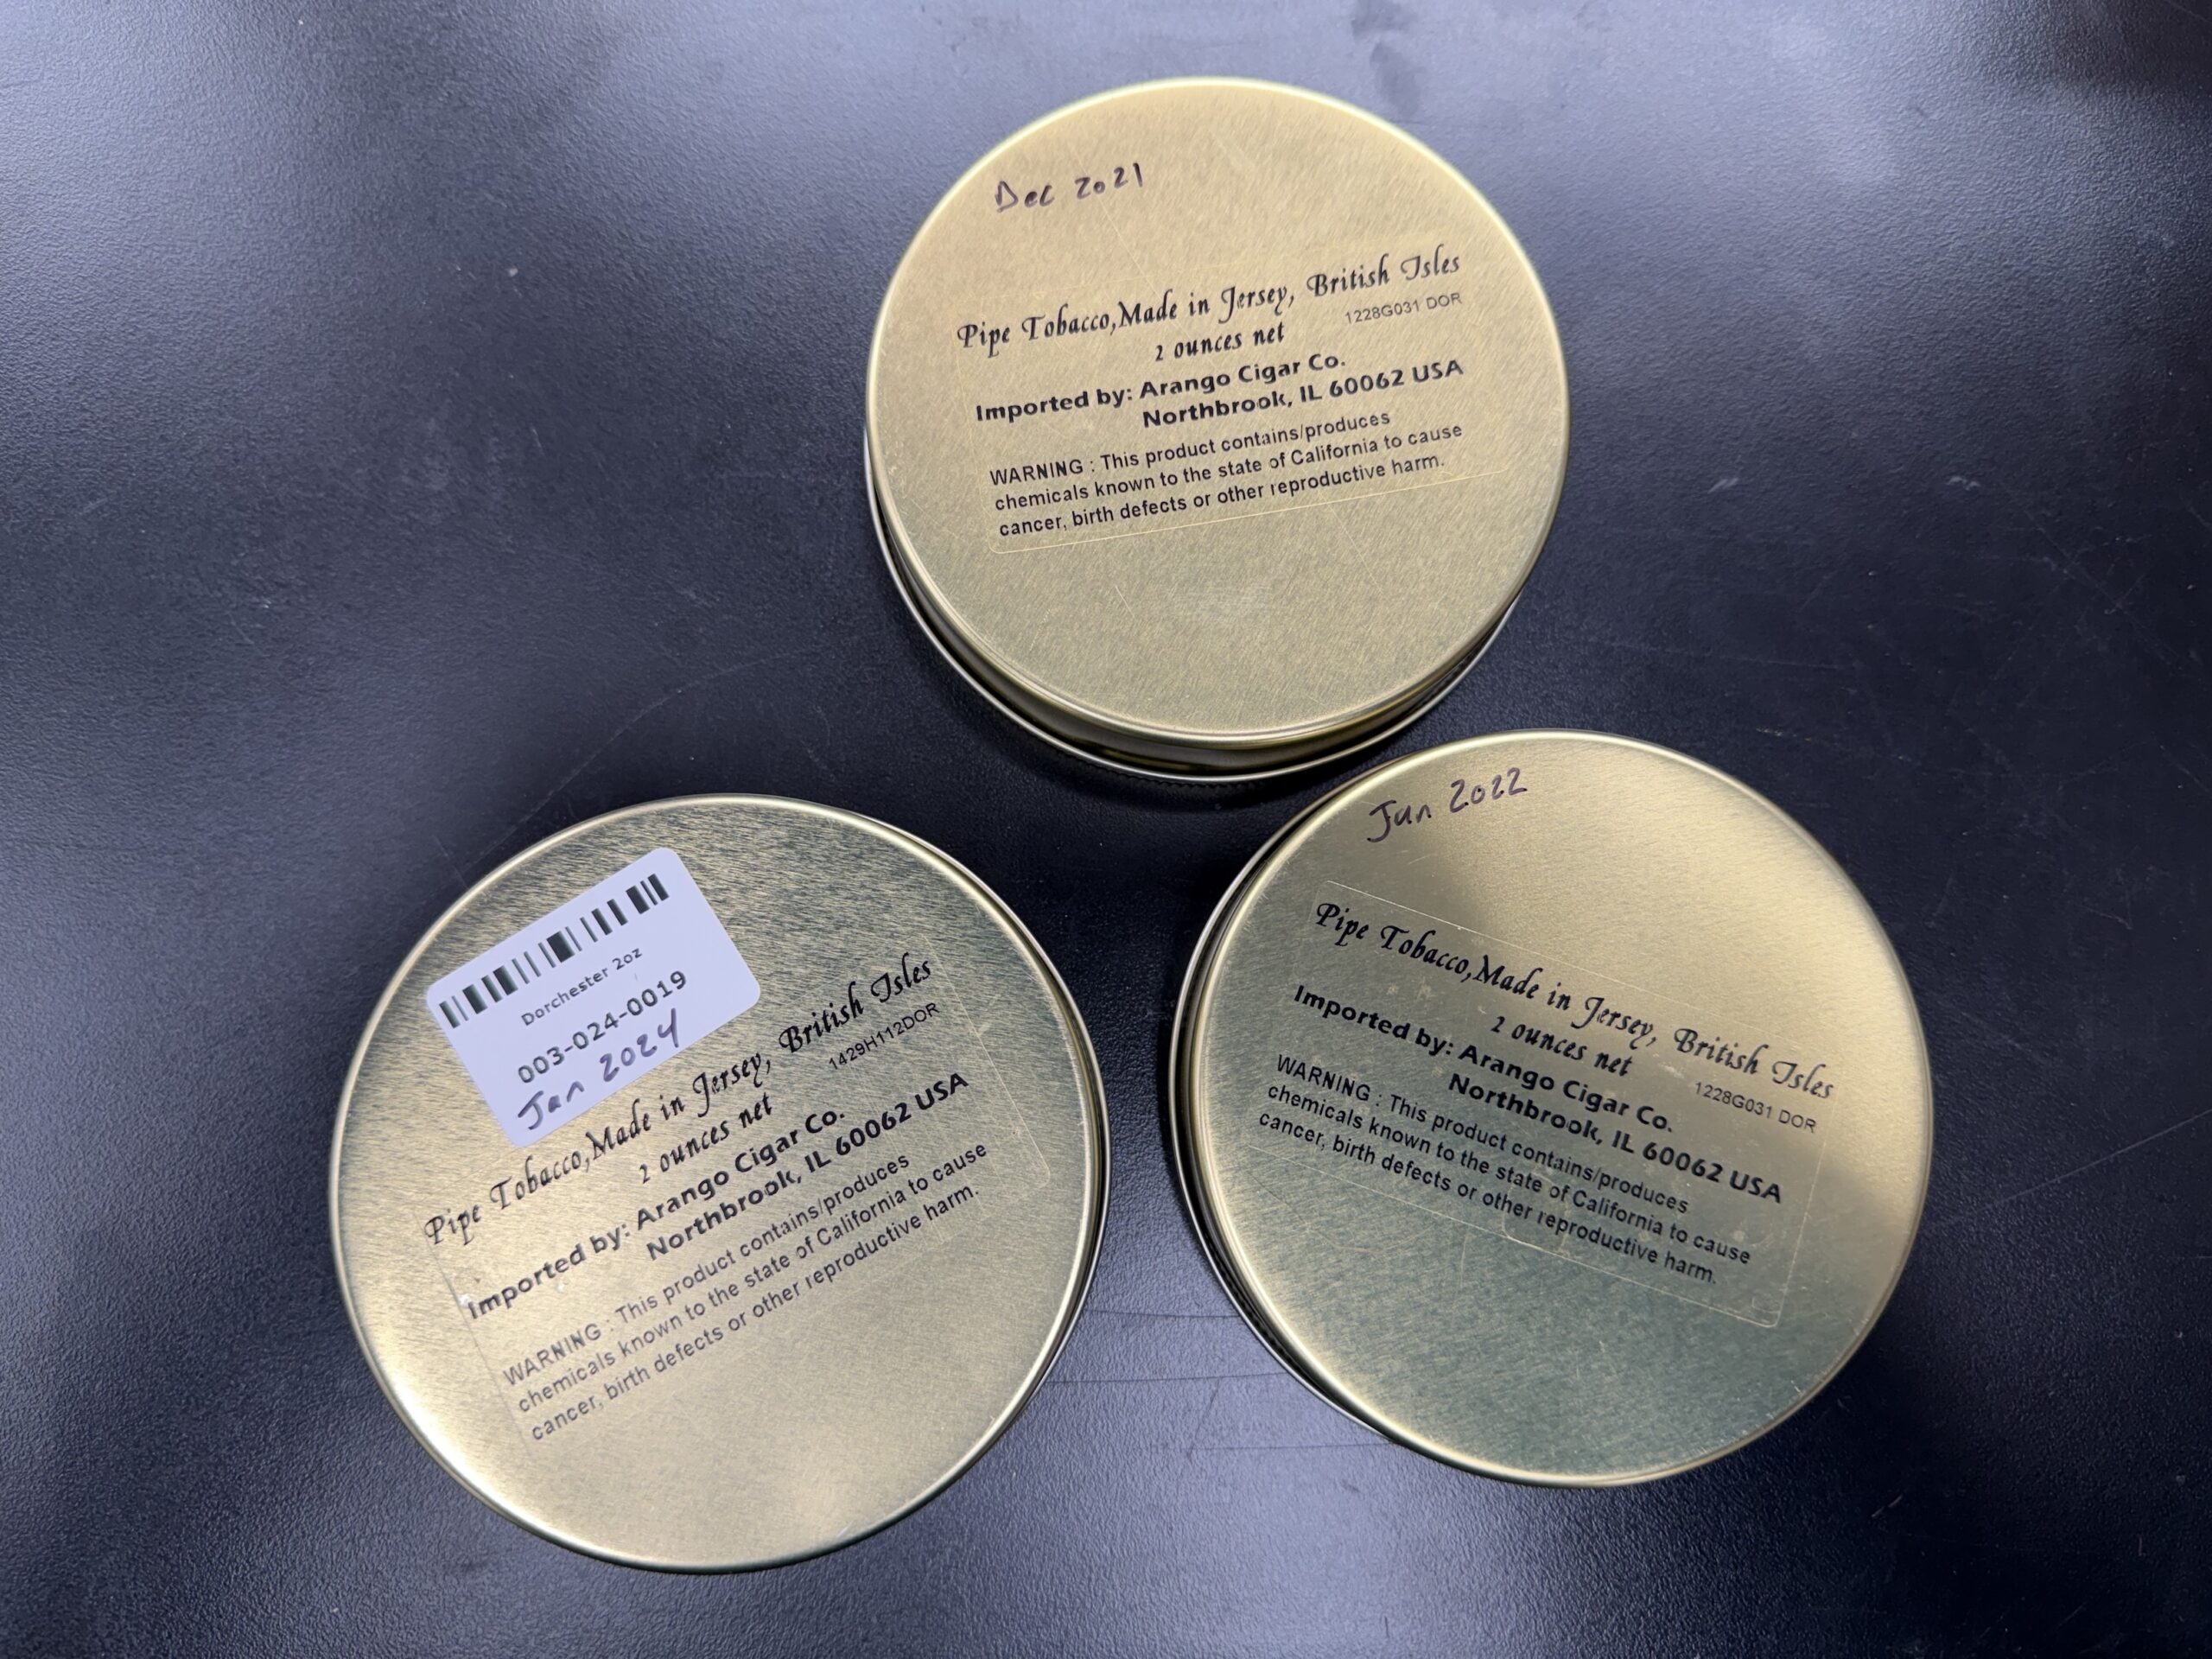 Dec 2021
Pipe Tobacco,Made in Jersey, British Isles
1228G031 DOR
2 ounces net
Imported by: Arango Cigar Co.
Northbrook, IL 60062 USA
WARNING : This product contains/produces
chemicals known to the state of California to cause
cancer, birth defects or other reproductive harm.
Dorchester 2oz
003-024-0019
Jan 2024
Pipe Tobacco,Made in Jersey, British Isles
1429H112DOR
2 ounces net
Imported by: Arango Cigar Co.
Northbrook, IL 60062 USA
WARNING : This product contains/produces
chemicals known to the state of California to cause
cancer, birth defects or other reproductive harm.
Jan 2022
Pipe Tobacco,Made in Jersey, British Isles
2 ounces net
1228G031 DOR
Imported by: Arango Cigar Co.
Northbrook, IL 60062 USA
WARNING : This product contains/produces
chemicals known to the state of California to cause
cancer, birth defects or other reproductive harm.